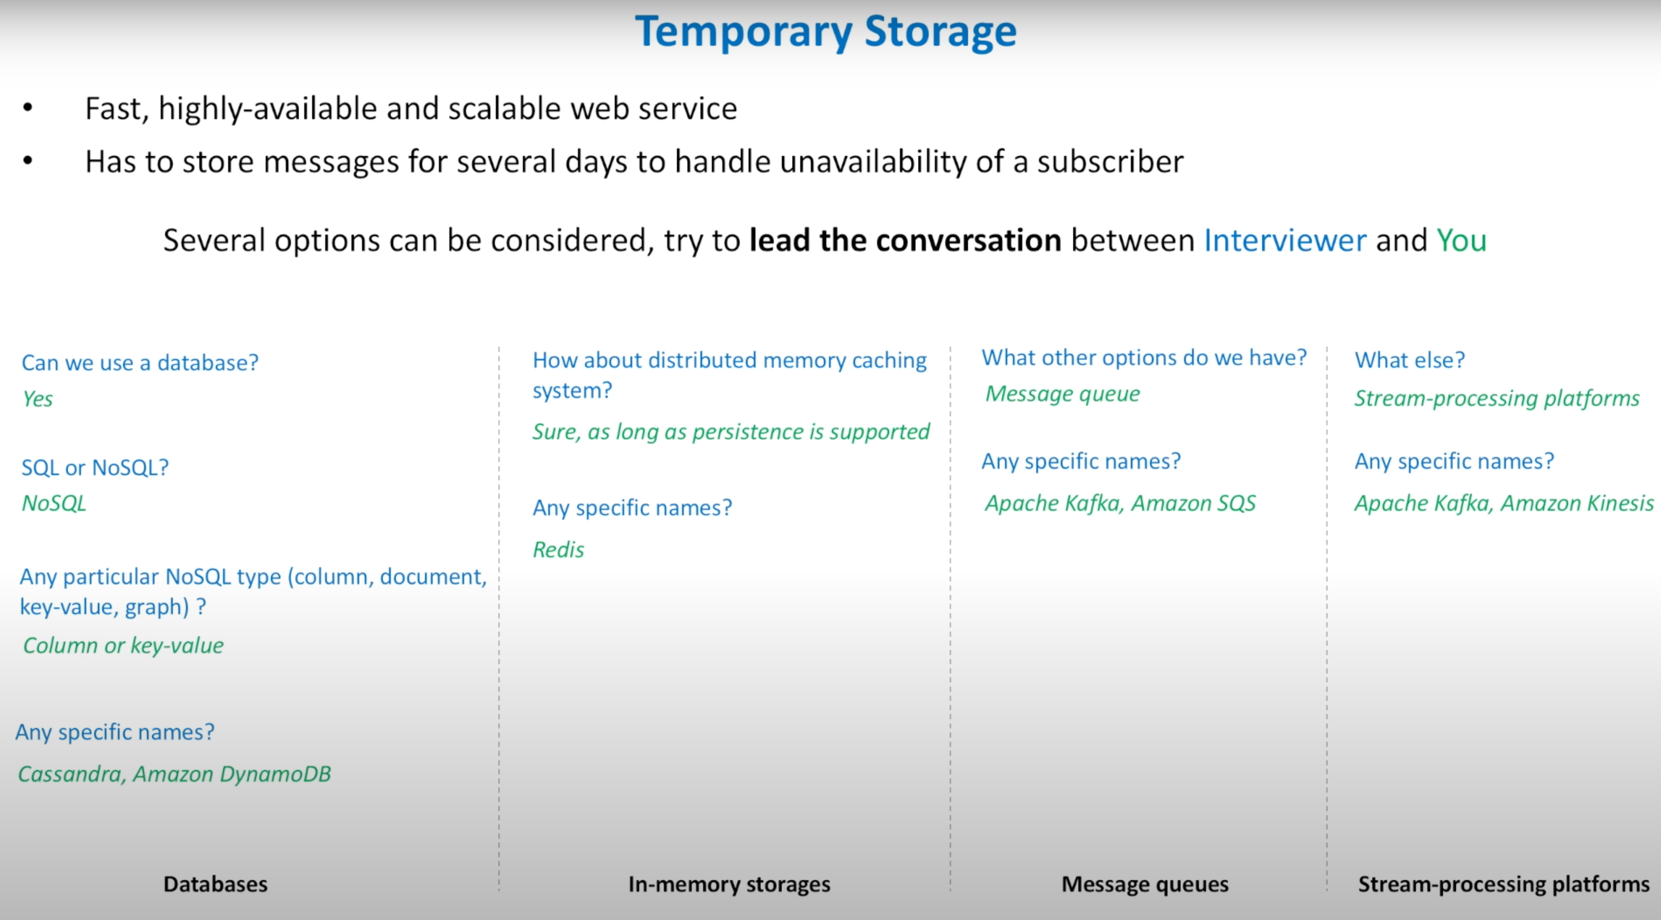 Temporary Storage
• Fast, highly-available and scalable web service
• Has to store messages for several days to handle unavailability of a subscriber
Several options can be considered, try to lead the conversation between Interviewer and You
Can we use a database?
Yes
SQL or NoSQL?
NoSQL
Any particular NoSQL type (column, document,
key-value, graph) ?
Column or key-value
Any specific names?
Cassandra, Amazon DynamoDB
Databases
How about distributed memory caching
system?
Sure, as long as persistence is supported
Any specific names?
Redis
In-memory storages
What other options do we have?
Message queue
Any specific names?
Apache Kafka, Amazon SQS
Message queues
What else?
Stream-processing platforms
Any specific names?
Apache Kafka, Amazon Kinesis
Stream-processing platforms